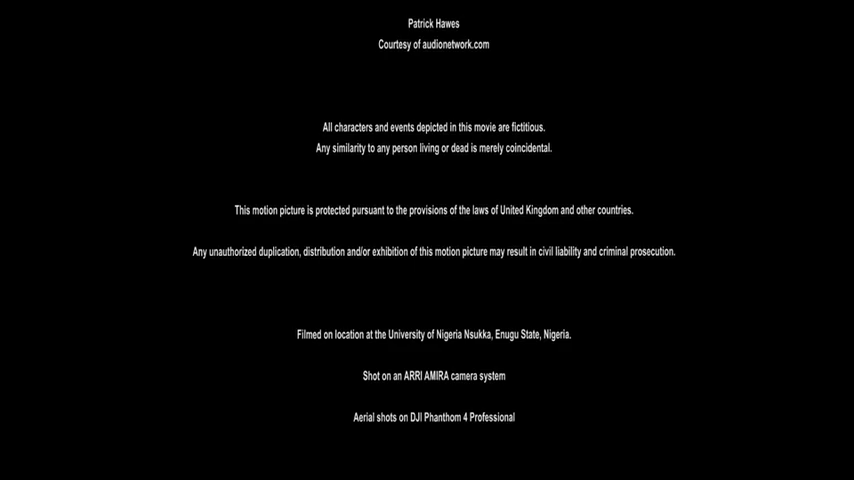 Patrick Hawes
Courtesy of audionetwork.com
All characters and events depicted in this movie are fictitious.
Any similarity to any person living or dead is merely coincidental.
This motion picture is protected pursuant to the provisions of the laws of United Kingdom and other countries.
Any unauthorized duplication, distribution and/or exhibition of this motion picture may result in civil liability and criminal prosecution.
Filmed on location at the University of Nigeria Nsukka, Enugu State, Nigeria.
Shot on an ARRI AMIRA camera system
Aerial shots on DJI Phanthom 4 Professional